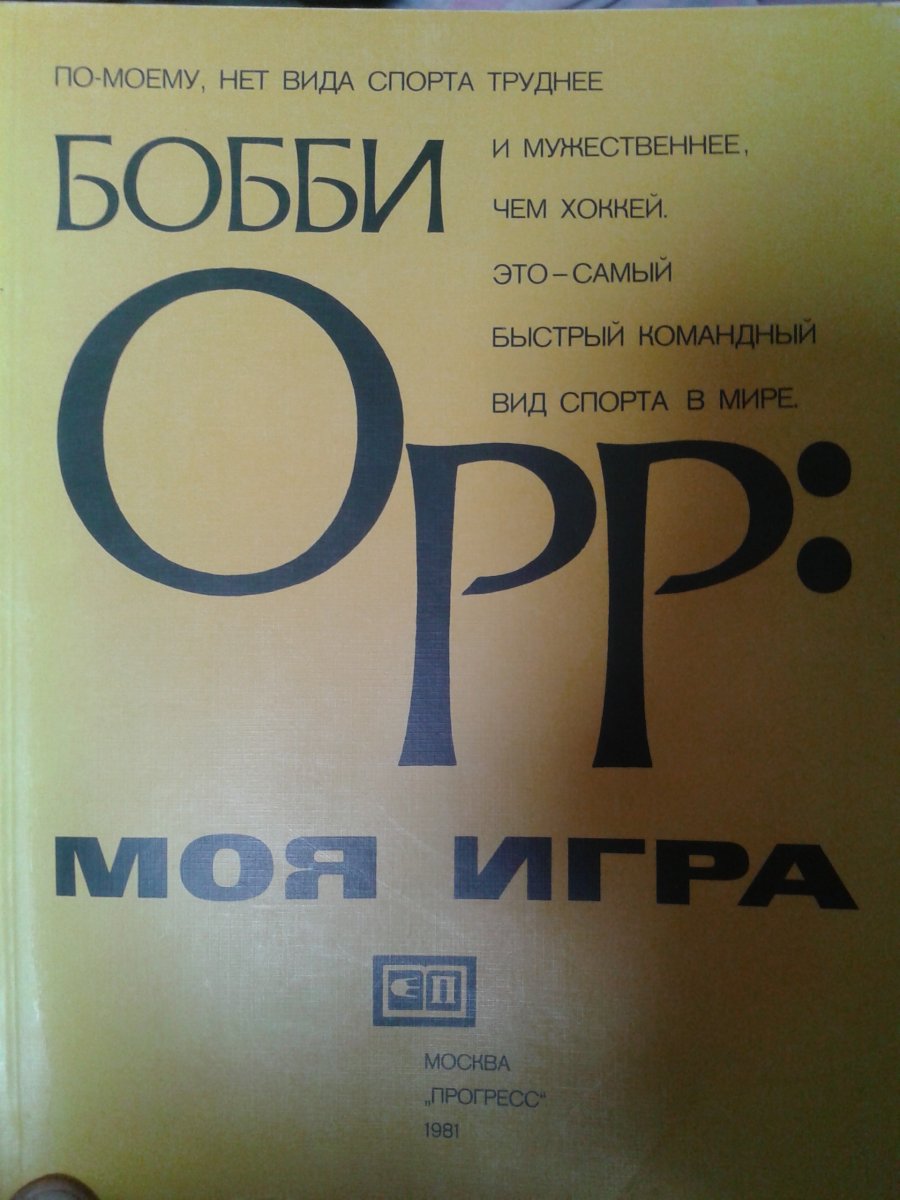 ПО-МОЕМУ, НЕТ ВИДА СПОРТА ТРУДНЕЕ
И МУЖЕСТВЕННЕЕ,
ЧЕМ ХОККЕЙ.
ЭТО – САМЫЙ
БЫСТРЫЙ КОМАНДНЫЙ
ВИД СПОРТА В МИРЕ.
БОББИ
ОРР:
МОЯ ИГРА
П
МОСКВА
„ПРОГРЕСС“
1981